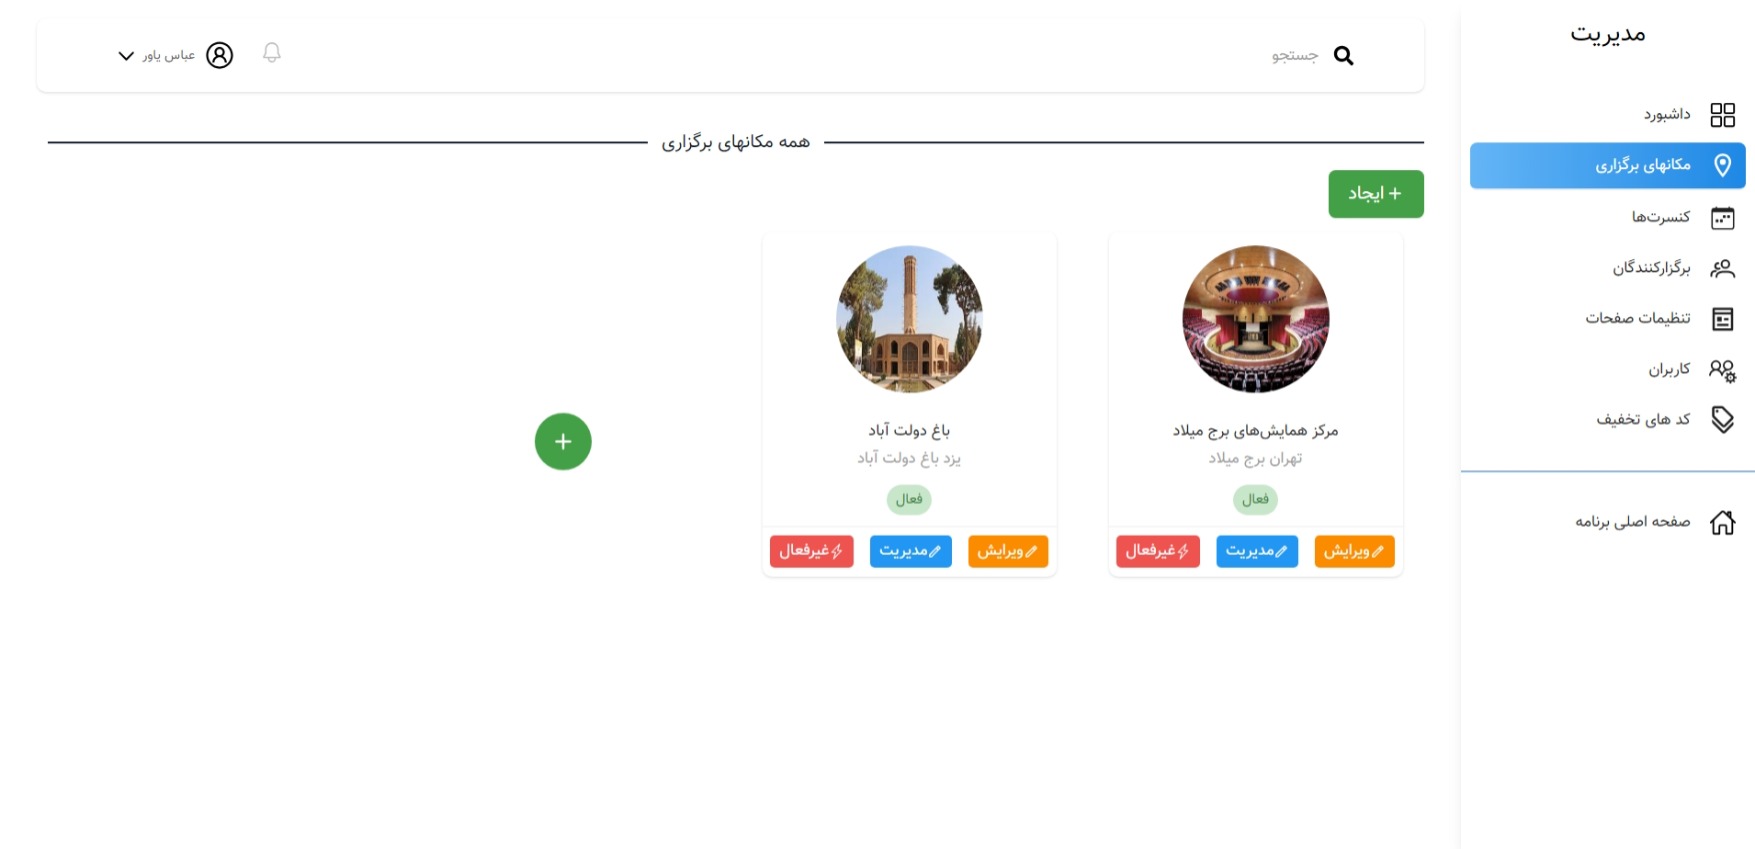 مدیریت
داشبورد
مکانهای برگزاری
کنسرت‌ها
برگزارکنندگان
تنظیمات صفحات
کاربران
کد های تخفیف
صفحه اصلی برنامه
جستجو
عباس یاور
همه مکانهای برگزاری
+ ایجاد
مرکز همایش‌های برج میلاد
تهران برج میلاد
فعال
ویرایش مدیریت غیرفعال
باغ دولت آباد
یزد باغ دولت آباد
فعال
ویرایش مدیریت غیرفعال
+